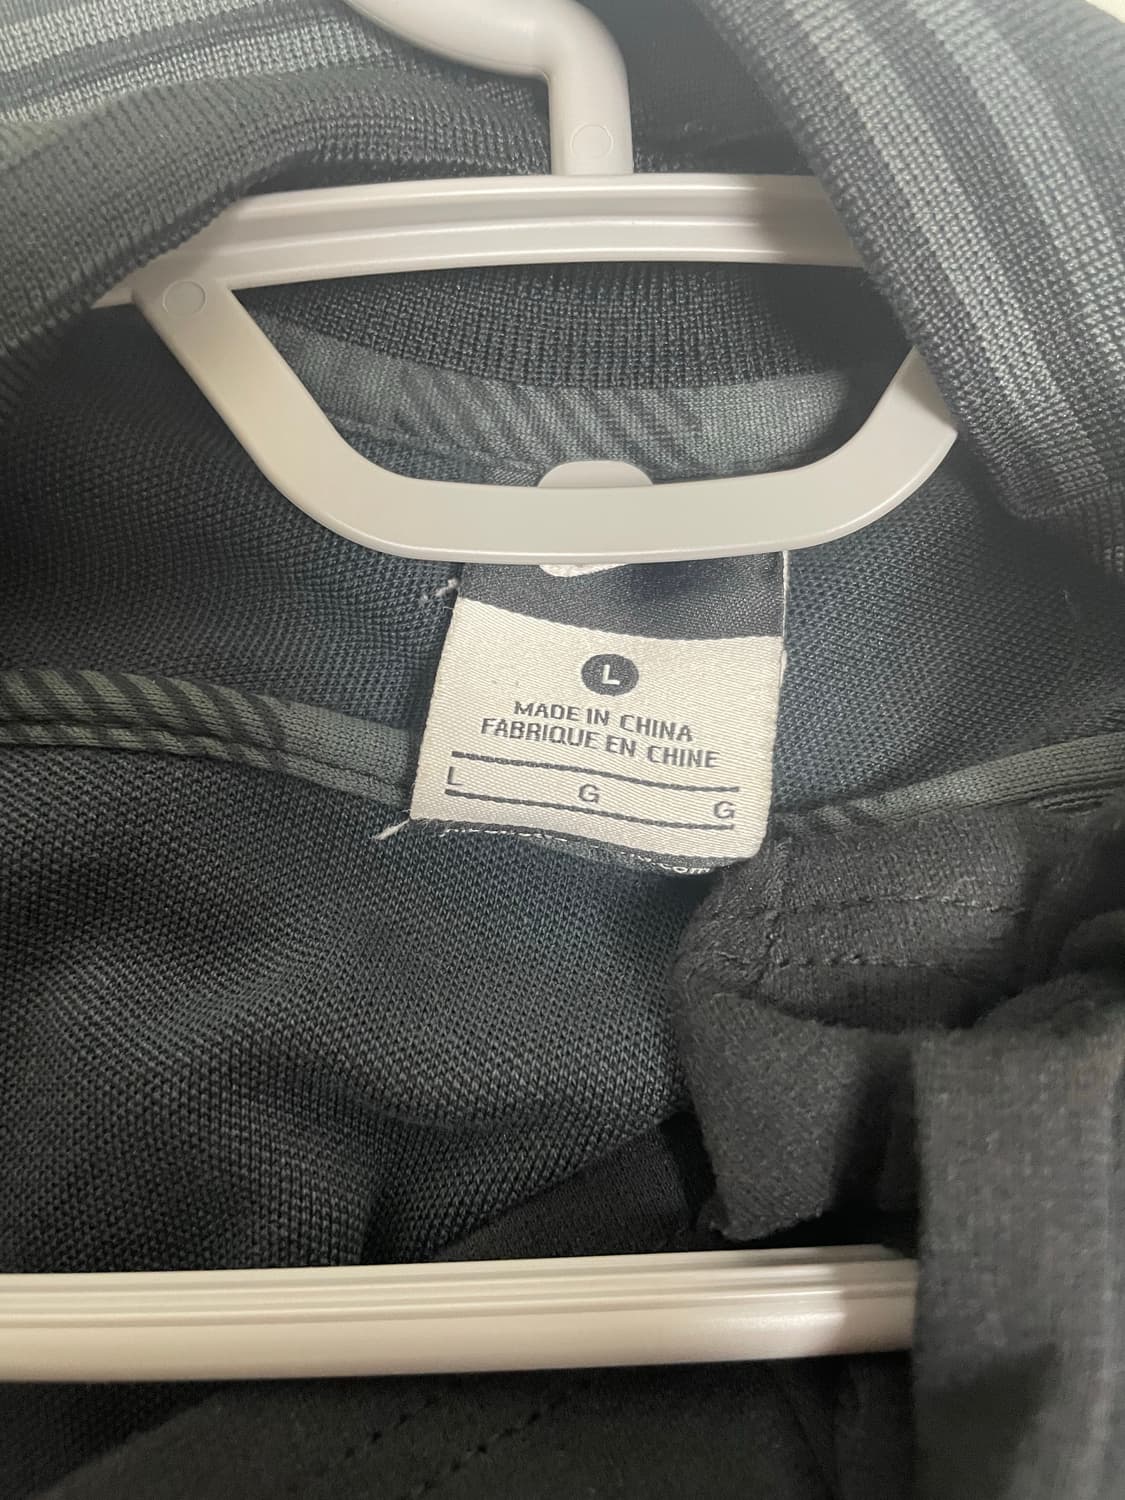 L
MADE IN CHINA
FABRIQUE EN CHINE
L G G